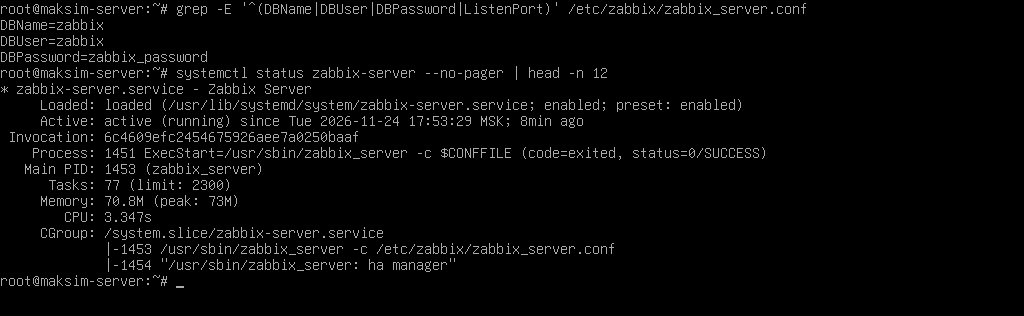 root@maksim-server:~# grep -E '^(DBName|DBUser|DBPassword|ListenPort)' /etc/zabbix/zabbix_server.conf
DBName=zabbix
DBUser=zabbix
DBPassword=zabbix_password
root@maksim-server:~# systemctl status zabbix-server --no-pager | head -n 12
* zabbix-server.service - Zabbix Server
     Loaded: loaded (/usr/lib/systemd/system/zabbix-server.service; enabled; preset: enabled)
     Active: active (running) since Tue 2026-11-24 17:53:29 MSK; 8min ago
 Invocation: 6c4609efc2454675926aee7a0250baaf
    Process: 1451 ExecStart=/usr/sbin/zabbix_server -c $CONFFILE (code=exited, status=0/SUCCESS)
   Main PID: 1453 (zabbix_server)
      Tasks: 77 (limit: 2300)
     Memory: 70.8M (peak: 73M)
        CPU: 3.347s
     CGroup: /system.slice/zabbix-server.service
             |-1453 /usr/sbin/zabbix_server -c /etc/zabbix/zabbix_server.conf
             |-1454 "/usr/sbin/zabbix_server: ha manager"
root@maksim-server:~# _